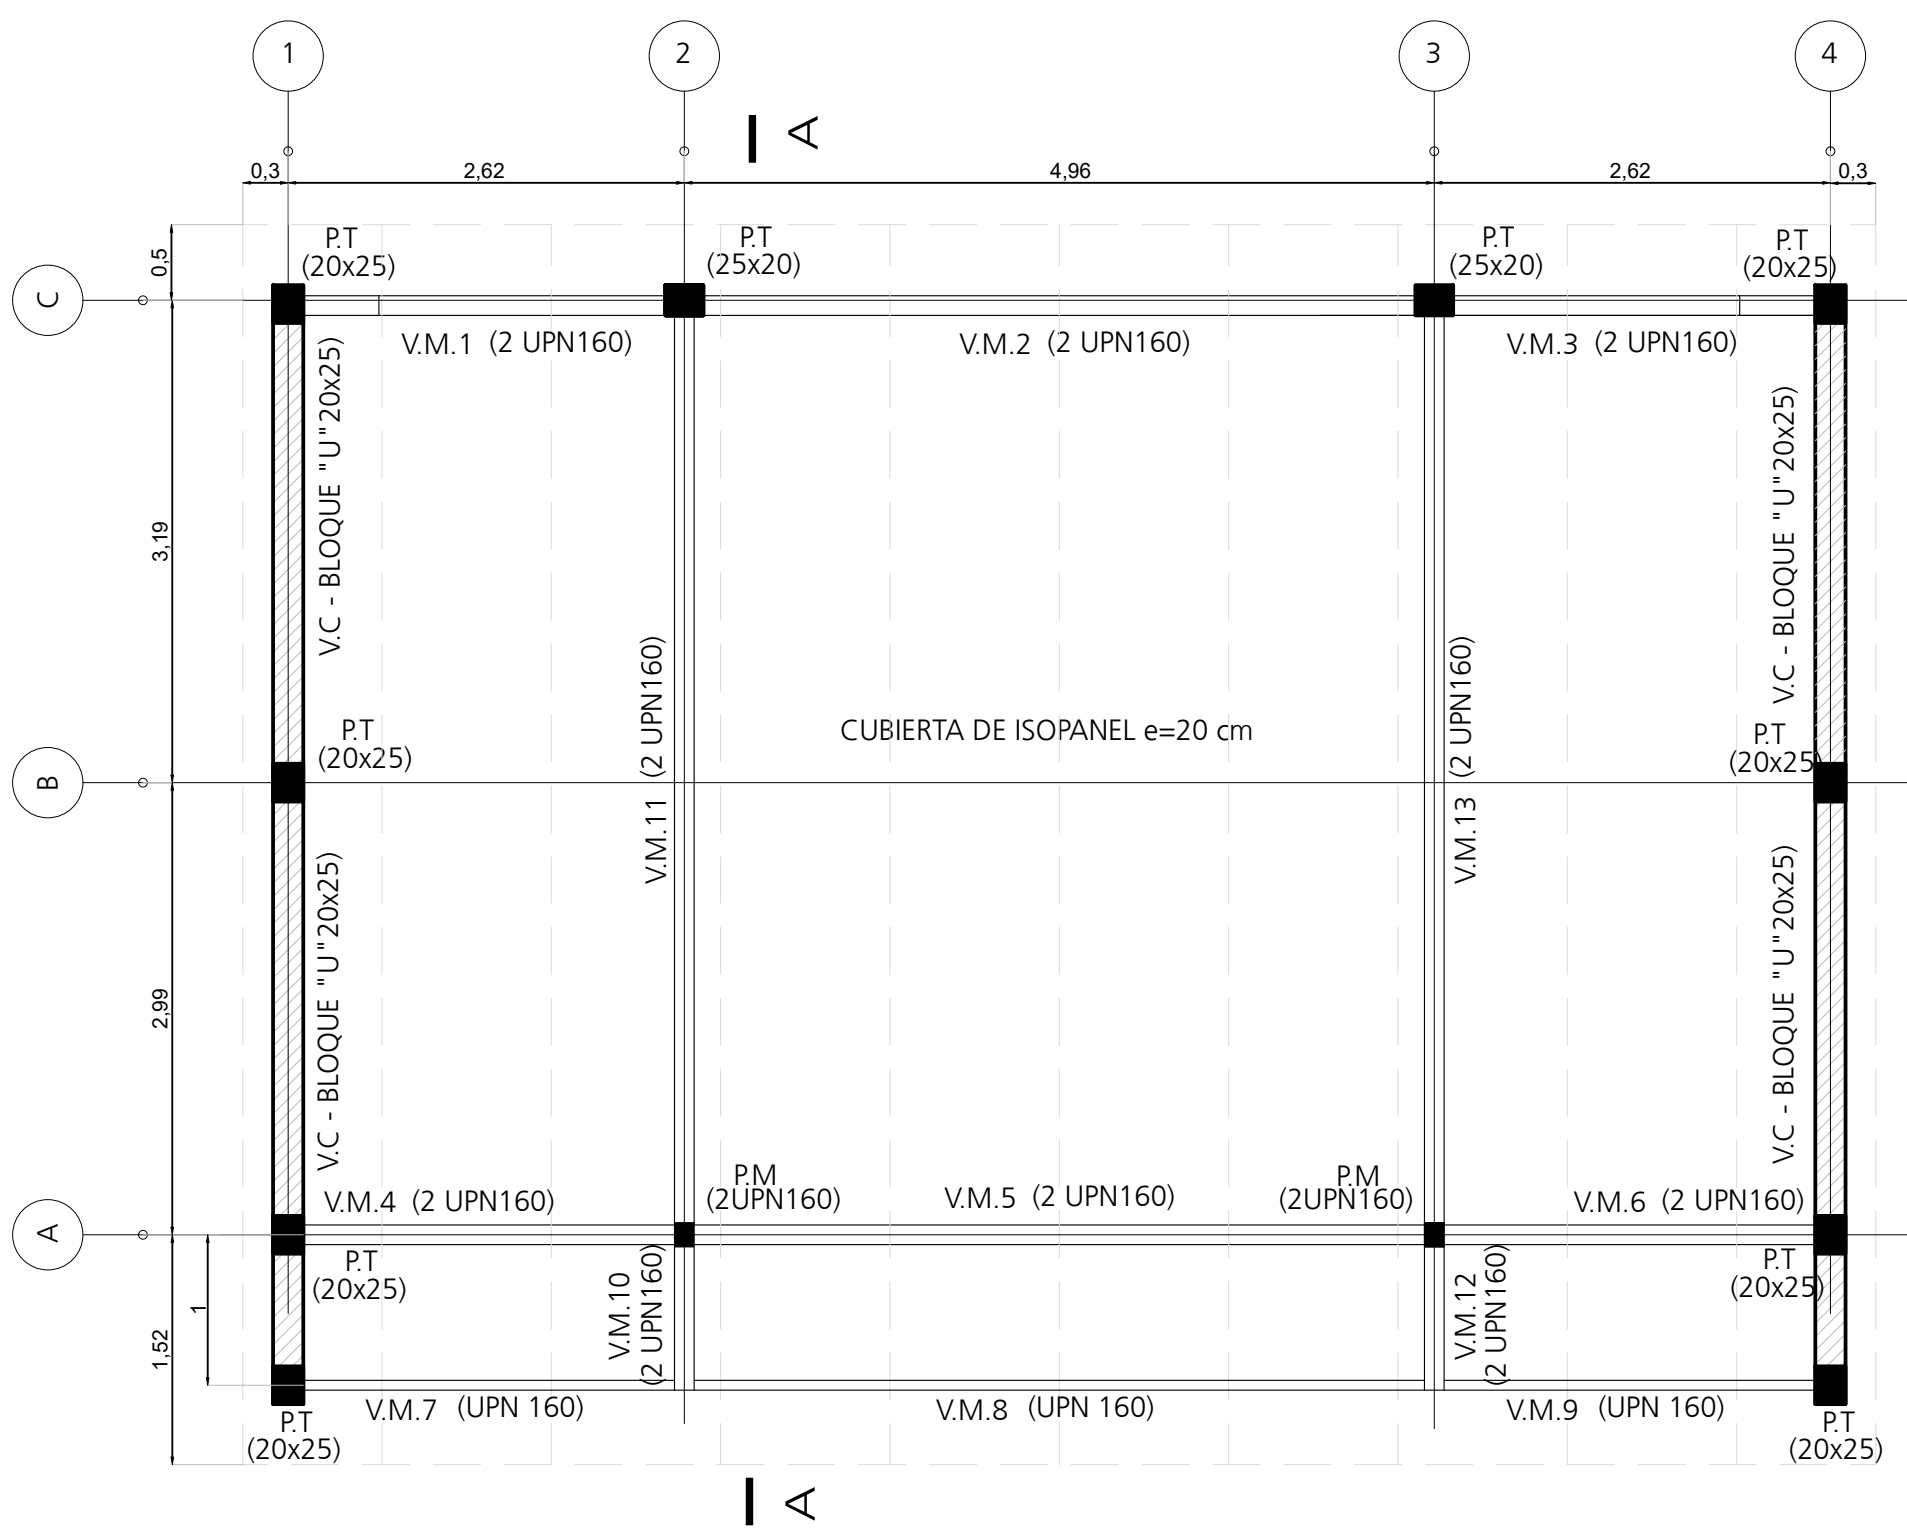 1
2
3
4
A
0,3
2,62
4,96
2,62
0,3
0,5
P.T
(20x25)
P.T
(25x20)
P.T
(25x20)
P.T
(20x25)
C
V.M.1 (2 UPN160)
V.M.2 (2 UPN160)
V.M.3 (2 UPN160)
V.C - BLOQUE "U"20x25)
V.C - BLOQUE "U"20x25)
3,19
V.M.11 (2 UPN160)
V.M.13 (2 UPN160)
CUBIERTA DE ISOPANEL e=20 cm
P.T
(20x25)
P.T
(20x25)
B
V.C - BLOQUE "U"20x25)
V.C - BLOQUE "U"20x25)
2,99
V.M.4 (2 UPN160)
P.M
(2UPN160)
V.M.5 (2 UPN160)
P.M
(2UPN160)
V.M.6 (2 UPN160)
A
P.T
(20x25)
P.T
(20x25)
1
1,52
V.M.10
(2 UPN160)
V.M.12
(2 UPN160)
V.M.7 (UPN 160)
V.M.8 (UPN 160)
V.M.9 (UPN 160)
P.T
(20x25)
P.T
(20x25)
A